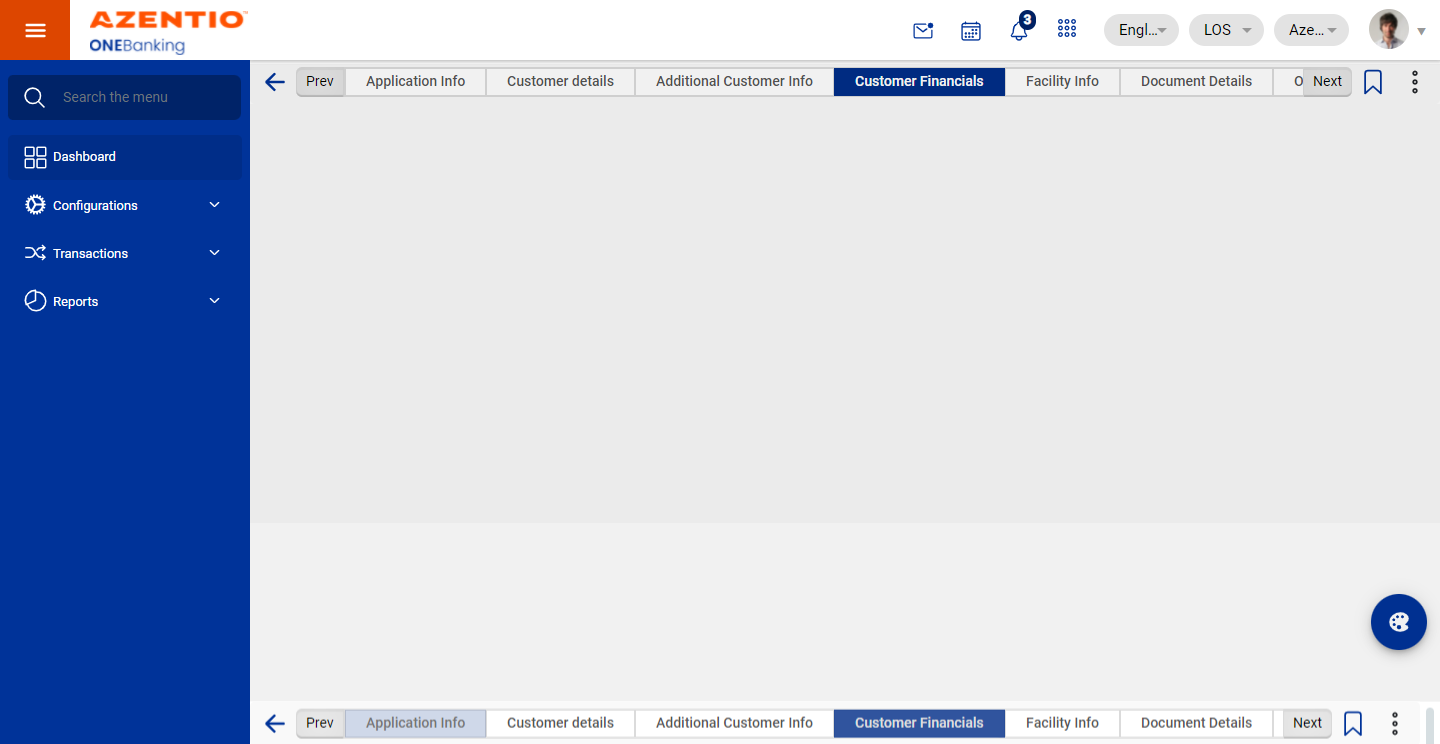 AZENTIO
ONEBanking
3
Engl...
LOS
Aze...
Search the menu
Dashboard
Configurations
Transactions
Reports
Prev Application Info Customer details Additional Customer Info Customer Financials Facility Info Document Details O Next
Prev Application Info Customer details Additional Customer Info Customer Financials Facility Info Document Details Next